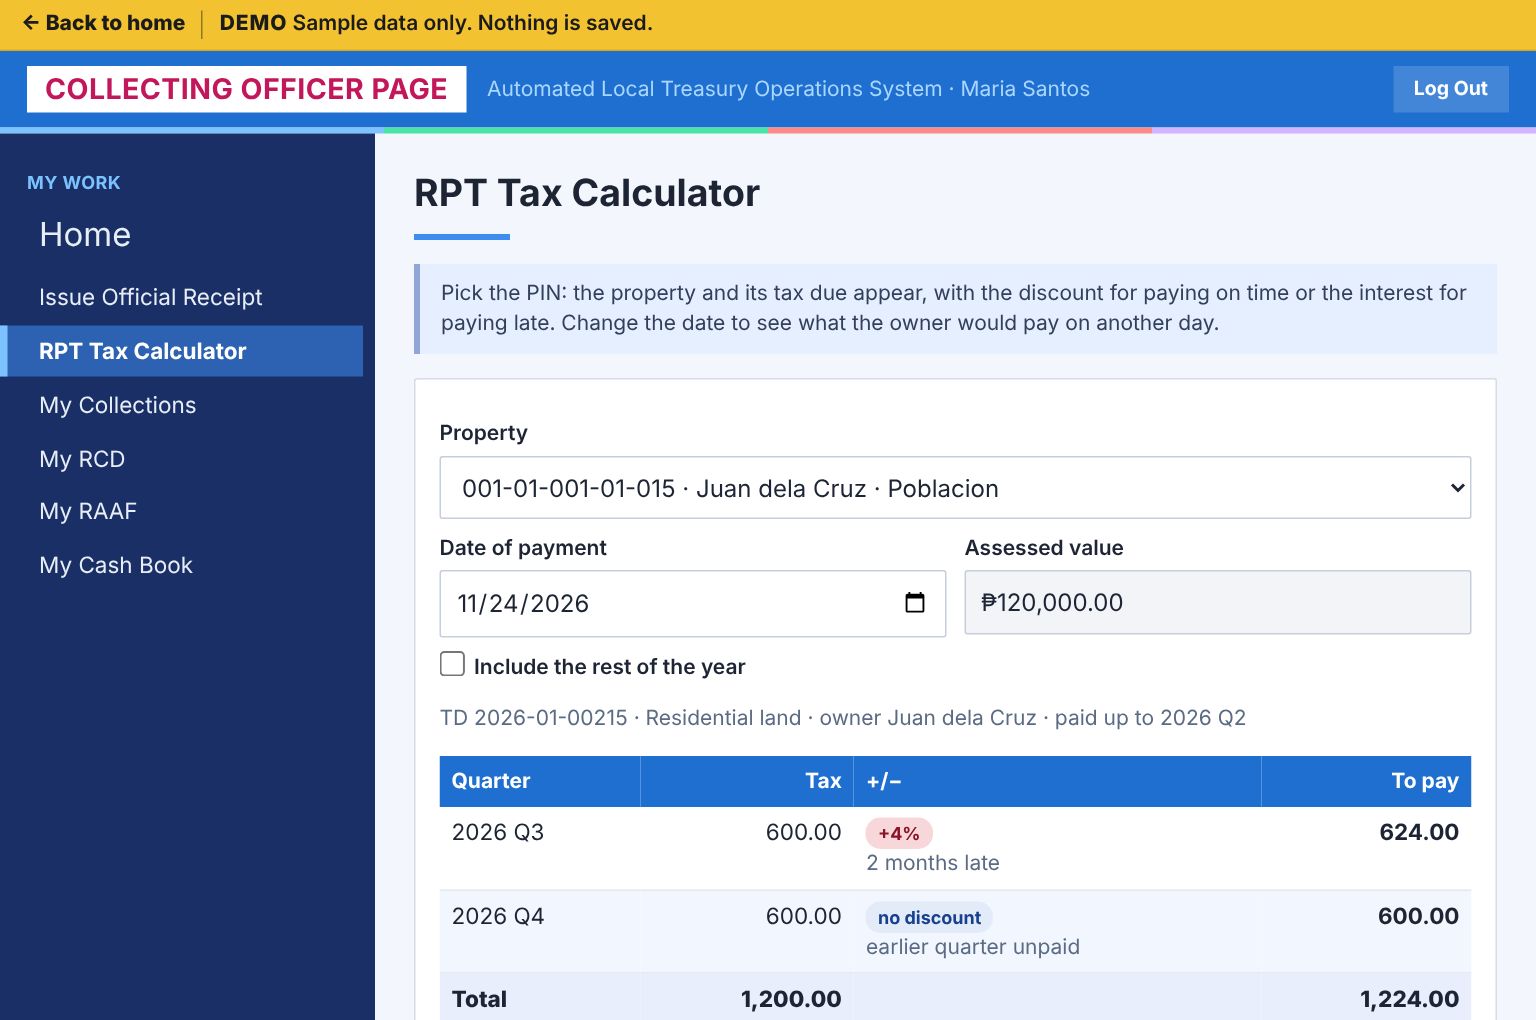 ← Back to home
DEMO Sample data only. Nothing is saved.
COLLECTING OFFICER PAGE
Automated Local Treasury Operations System · Maria Santos
Log Out
MY WORK
Home
Issue Official Receipt
RPT Tax Calculator
My Collections
My RCD
My RAAF
My Cash Book
RPT Tax Calculator
Pick the PIN: the property and its tax due appear, with the discount for paying on time or the interest for
paying late. Change the date to see what the owner would pay on another day.
Property
001-01-001-01-015 · Juan dela Cruz · Poblacion
Date of payment
Assessed value
11/24/2026
₱120,000.00
Include the rest of the year
TD 2026-01-00215 · Residential land · owner Juan dela Cruz · paid up to 2026 Q2
Quarter Tax +/− To pay
2026 Q3 600.00 +4% 624.00
2 months late
2026 Q4 600.00 no discount 600.00
earlier quarter unpaid
Total 1,200.00 1,224.00